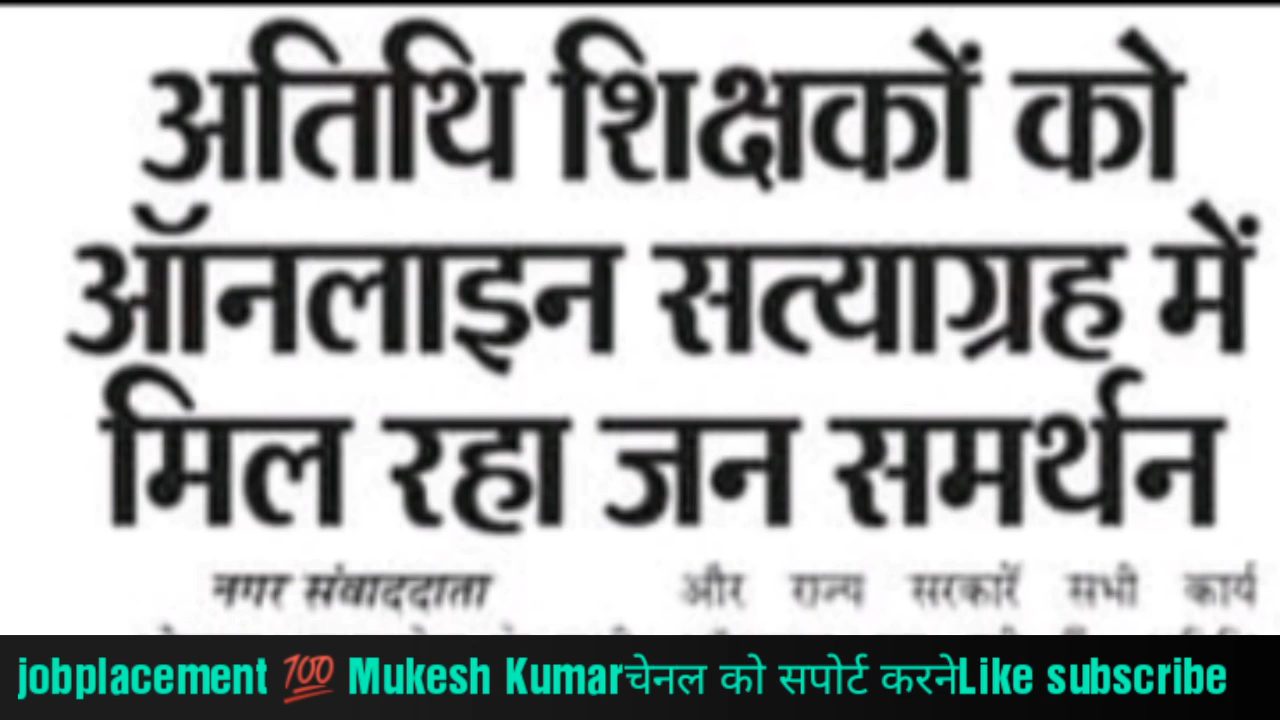 अतिथि शिक्षकों को
ऑनलाइन सत्याग्रह में
मिल रहा जन समर्थन
नगर संवाददाता
और राज्य सरकारें सभी कार्य
jobplacement 💯 Mukesh Kumarचेनल को सपोर्ट करनेLike subscribe